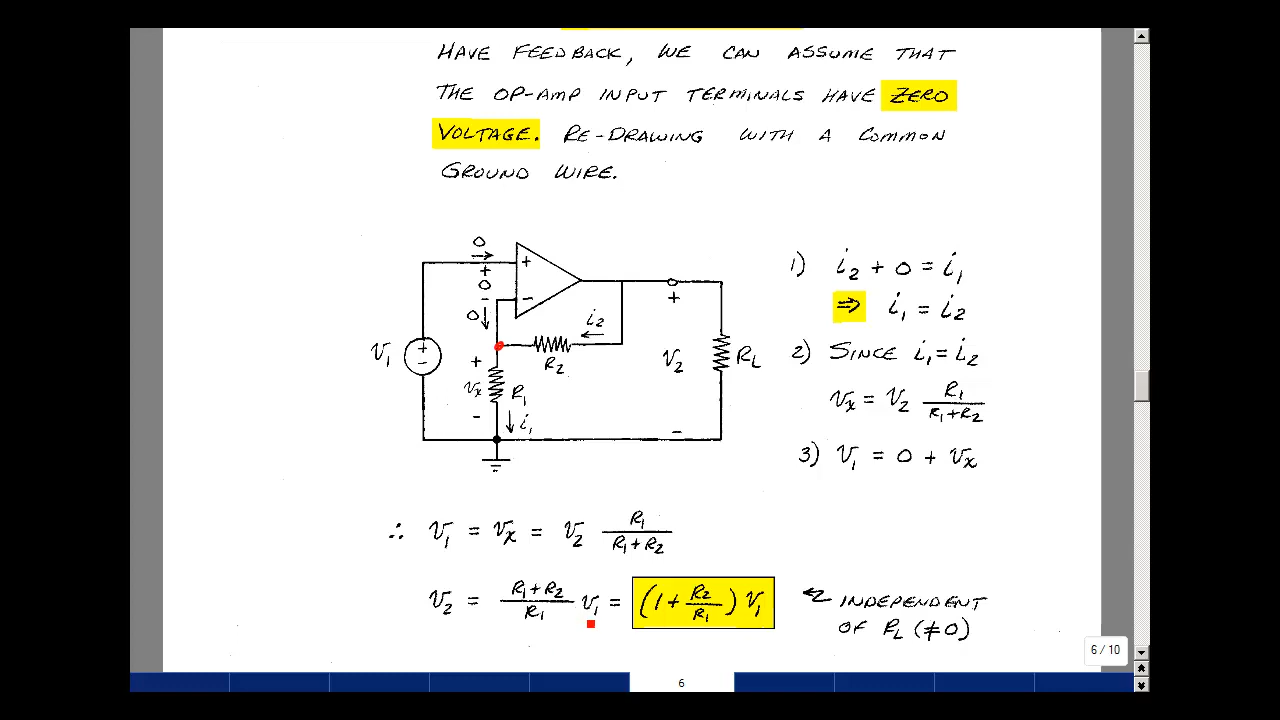 HAVE FEEDBACK, WE CAN ASSUME THAT
THE OP-AMP INPUT TERMINALS HAVE ZERO
VOLTAGE. RE-DRAWING WITH A COMMON
GROUND WIRE.
0
+
0
-
0
+
-
V1
+
-
+
Vx
-
R1
i1
i2
R2
+
V2
-
RL
1) i2 + 0 = i1
⇒ i1 = i2
2) SINCE i1 = i2
Vx = V2 R1/(R1+R2)
3) V1 = 0 + Vx
∴ V1 = Vx = V2 R1/(R1+R2)
V2 = (R1+R2)/R1 V1 = (1 + R2/R1) V1
INDEPENDENT
OF RL (≠0)
6 / 10
6